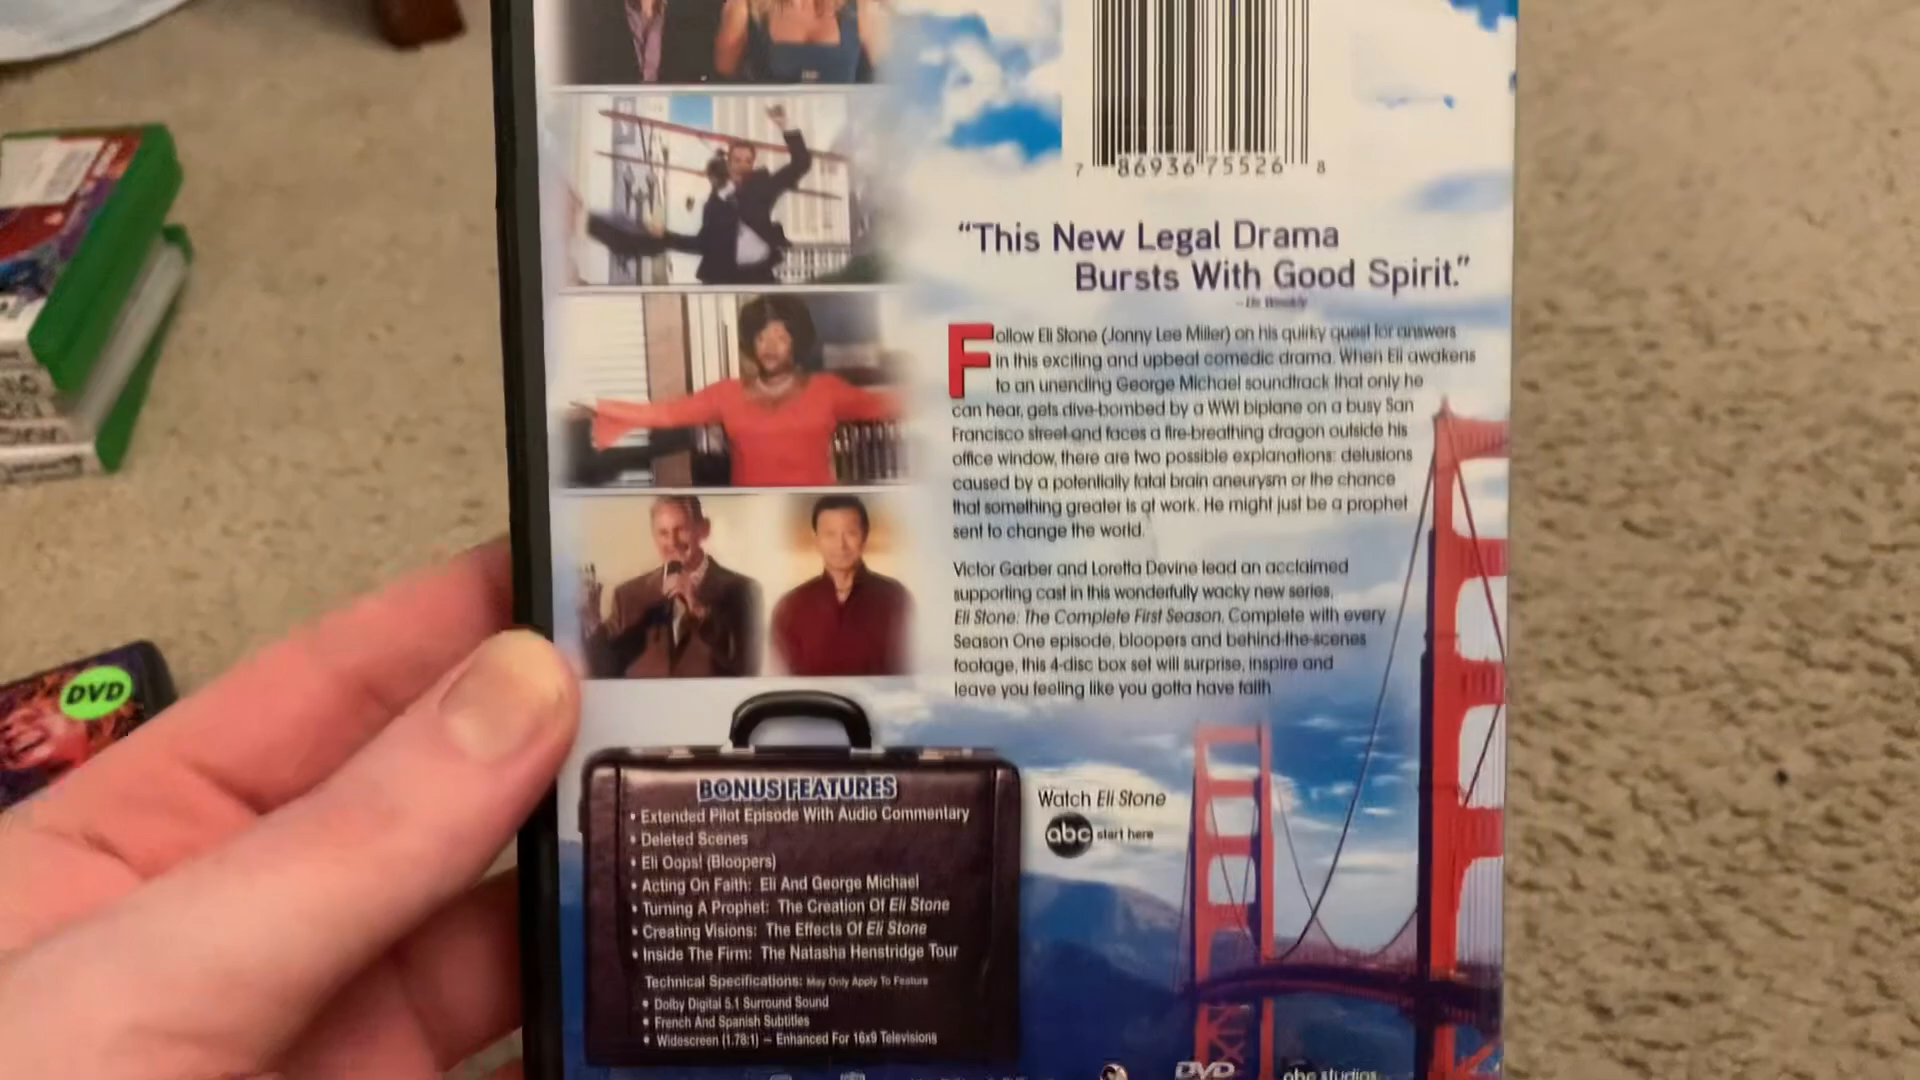 7 86936 75526 8
“This New Legal Drama
Bursts With Good Spirit.”
–Us Weekly
Follow Eli Stone (Jonny Lee Miller) on his quirky quest for answers
in this exciting and upbeat comedic drama. When Eli awakens
to an unending George Michael soundtrack that only he
can hear, gets dive-bombed by a WWI biplane on a busy San
Francisco street and faces a fire-breathing dragon outside his
office window, there are two possible explanations: delusions
caused by a potentially fatal brain aneurysm or the chance
that something greater is at work. He might just be a prophet
sent to change the world.
Victor Garber and Loretta Devine lead an acclaimed
supporting cast in this wonderfully wacky new series,
Eli Stone: The Complete First Season. Complete with every
Season One episode, bloopers and behind-the-scenes
footage, this 4-disc box set will surprise, inspire and
leave you feeling like you gotta have faith.
DVD
BONUS FEATURES
• Extended Pilot Episode With Audio Commentary
• Deleted Scenes
• Eli Oops! (Bloopers)
• Acting On Faith: Eli And George Michael
• Turning A Prophet: The Creation Of Eli Stone
• Creating Visions: The Effects Of Eli Stone
• Inside The Firm: The Natasha Henstridge Tour
Technical Specifications: May Only Apply To Feature
• Dolby Digital 5.1 Surround Sound
• French And Spanish Subtitles
• Widescreen (1.78:1) – Enhanced For 16x9 Televisions
Watch Eli Stone
abc start here
DVD
abc studios